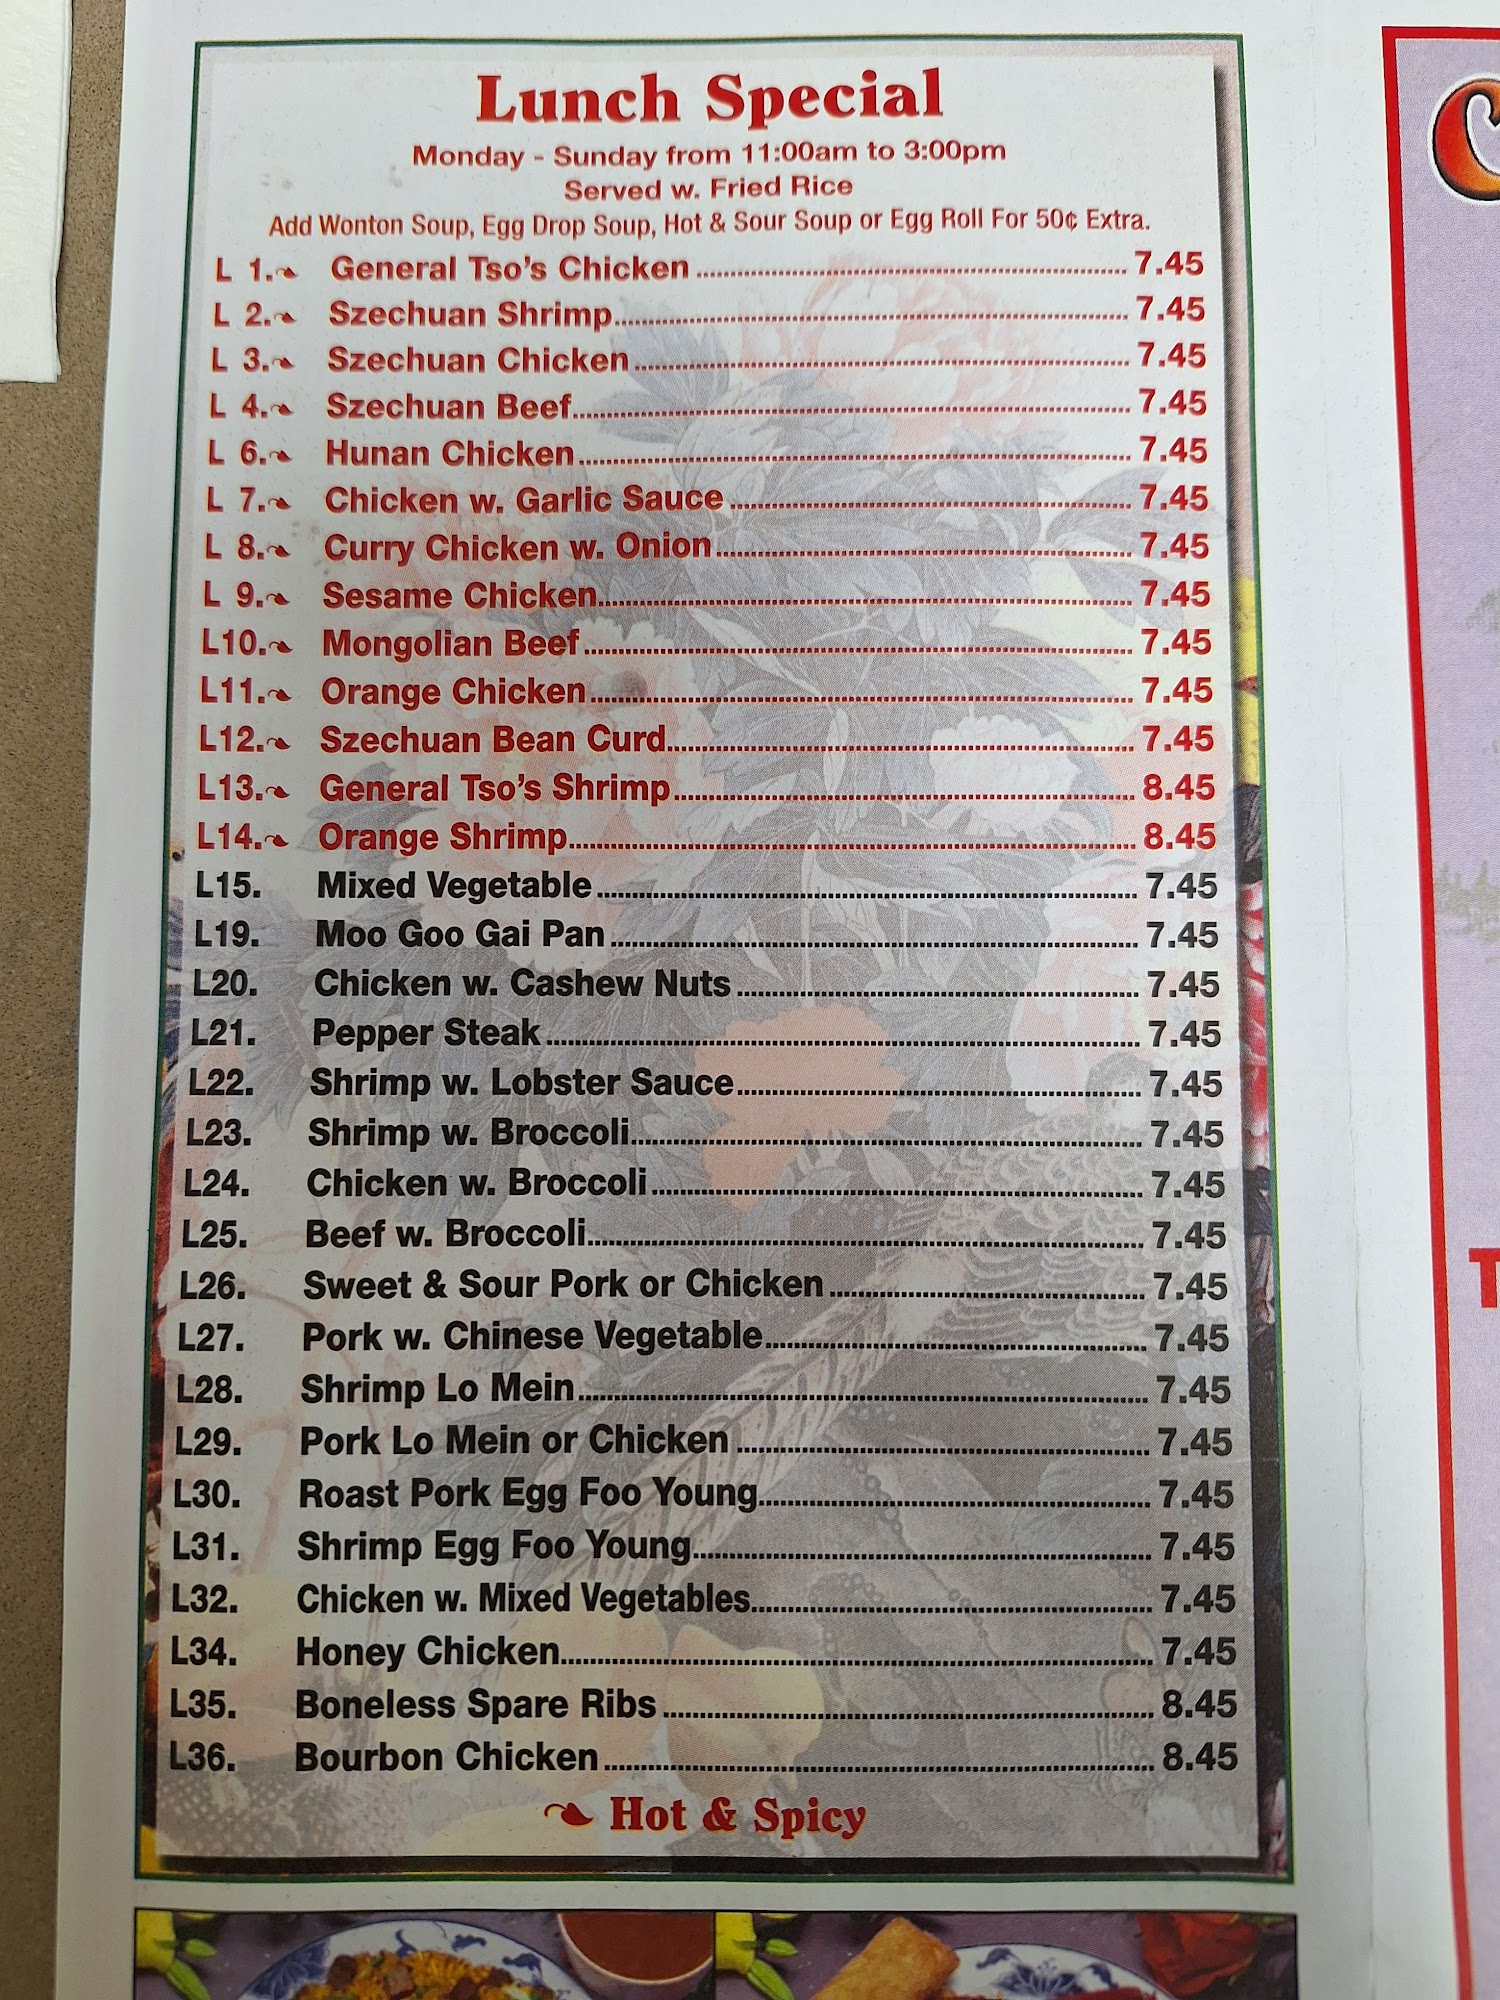 Lunch Special
Monday - Sunday from 11:00am to 3:00pm
Served w. Fried Rice
Add Wonton Soup, Egg Drop Soup, Hot & Sour Soup or Egg Roll For 50¢ Extra.
L 1. General Tso's Chicken 7.45
L 2. Szechuan Shrimp 7.45
L 3. Szechuan Chicken 7.45
L 4. Szechuan Beef 7.45
L 6. Hunan Chicken 7.45
L 7. Chicken w. Garlic Sauce 7.45
L 8. Curry Chicken w. Onion 7.45
L 9. Sesame Chicken 7.45
L10. Mongolian Beef 7.45
L11. Orange Chicken 7.45
L12. Szechuan Bean Curd 7.45
L13. General Tso's Shrimp 8.45
L14. Orange Shrimp 8.45
L15. Mixed Vegetable 7.45
L19. Moo Goo Gai Pan 7.45
L20. Chicken w. Cashew Nuts 7.45
L21. Pepper Steak 7.45
L22. Shrimp w. Lobster Sauce 7.45
L23. Shrimp w. Broccoli 7.45
L24. Chicken w. Broccoli 7.45
L25. Beef w. Broccoli 7.45
L26. Sweet & Sour Pork or Chicken 7.45
L27. Pork w. Chinese Vegetable 7.45
L28. Shrimp Lo Mein 7.45
L29. Pork Lo Mein or Chicken 7.45
L30. Roast Pork Egg Foo Young 7.45
L31. Shrimp Egg Foo Young 7.45
L32. Chicken w. Mixed Vegetables 7.45
L34. Honey Chicken 7.45
L35. Boneless Spare Ribs 8.45
L36. Bourbon Chicken 8.45
Hot & Spicy